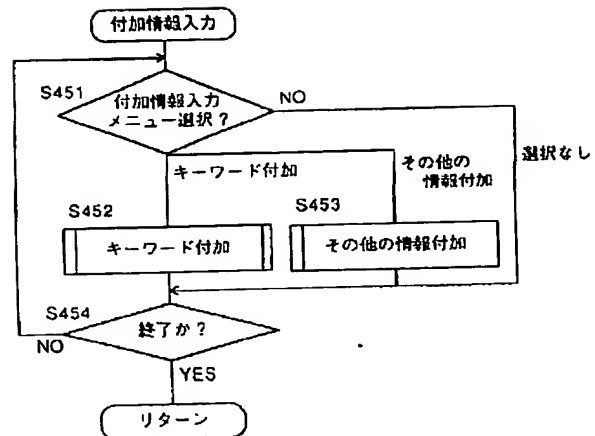 付加情報入力
S451
付加情報入力
メニュー選択?
NO
選択なし
キーワード付加
その他の
情報付加
S452
S453
キーワード付加
その他の情報付加
S454
終了か?
NO
YES
リターン